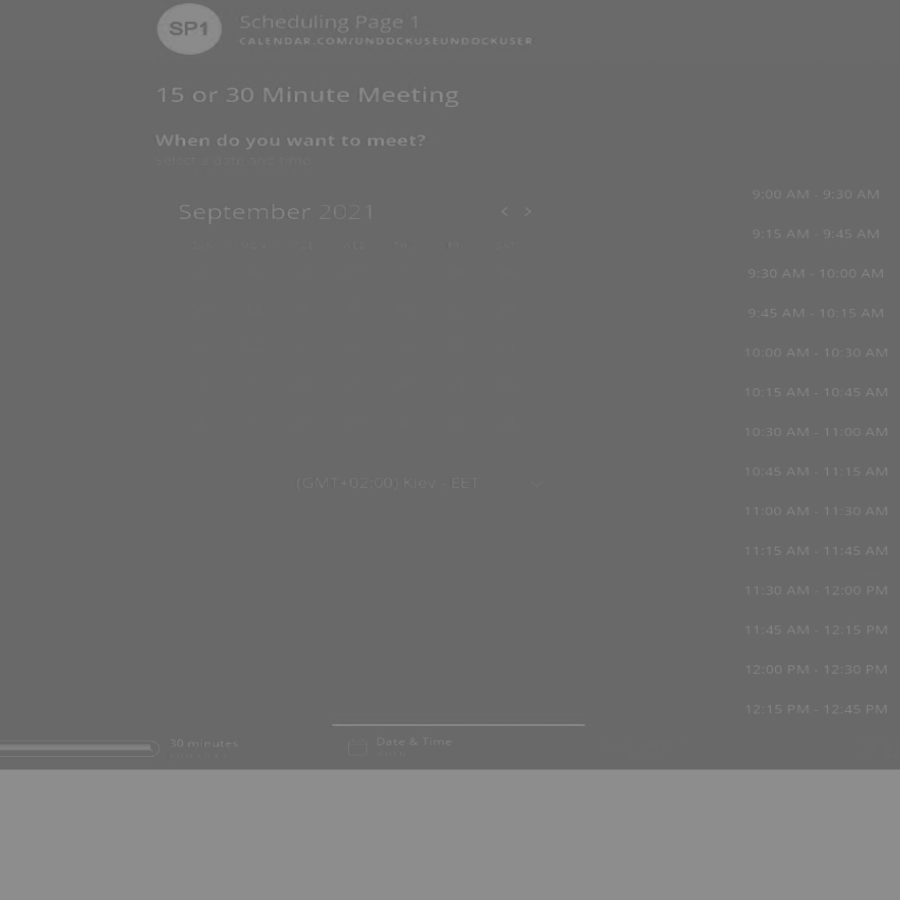 SP1
Scheduling Page 1
CALENDAR.COM/UNDOCKUSEUNDOCKUSER
15 or 30 Minute Meeting
When do you want to meet?
Select a date and time
September 2021
(GMT+02:00) Kiev - EET
9:00 AM - 9:30 AM
9:15 AM - 9:45 AM
9:30 AM - 10:00 AM
9:45 AM - 10:15 AM
10:00 AM - 10:30 AM
10:15 AM - 10:45 AM
10:30 AM - 11:00 AM
10:45 AM - 11:15 AM
11:00 AM - 11:30 AM
11:15 AM - 11:45 AM
11:30 AM - 12:00 PM
11:45 AM - 12:15 PM
12:00 PM - 12:30 PM
12:15 PM - 12:45 PM
30 minutes
Date & Time